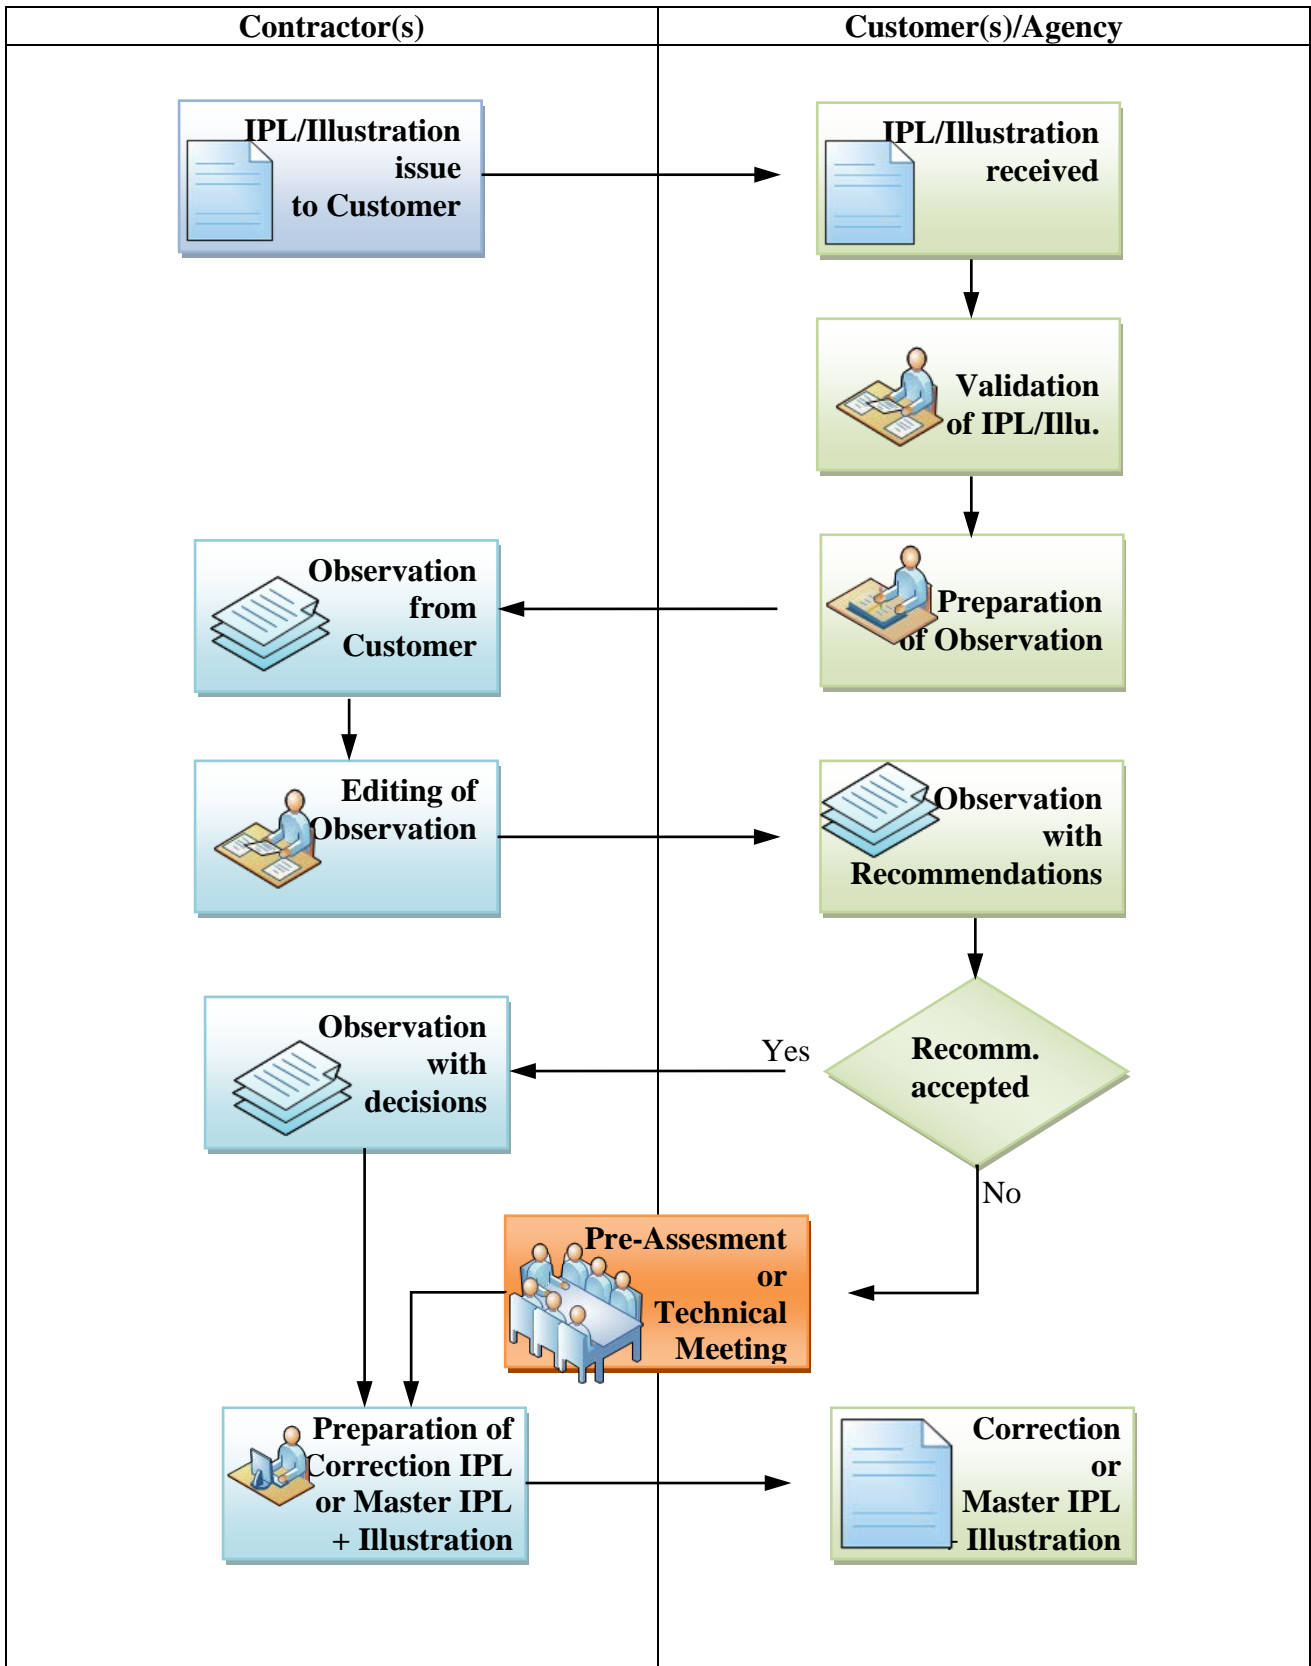 Contractor(s)
Customer(s)/Agency
IPL/Illustration
issue
to Customer
IPL/Illustration
received
Validation
of IPL/Illu.
Preparation
of Observation
Observation
from
Customer
Editing of
Observation
Observation
with
Recommendations
Recomm.
accepted
Yes
Observation
with
decisions
No
Pre-Assesment
or
Technical
Meeting
Preparation of
Correction IPL
or Master IPL
+ Illustration
Correction
or
Master IPL
+ Illustration